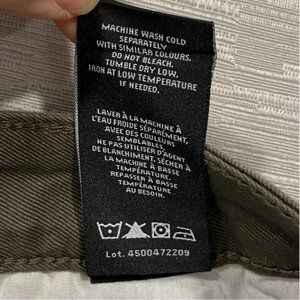 MACHINE WASH COLD
SEPARATELY
WITH SIMILAR COLOURS.
DO NOT BLEACH.
TUMBLE DRY LOW.
IRON AT LOW TEMPERATURE
IF NEEDED.
LAVER À LA MACHINE À
L'EAU FROIDE SÉPARÉMENT,
AVEC DES COULEURS
SEMBLABLES.
NE PAS UTILISER D'AGENT
DE BLANCHIMENT. SÉCHER À
LA MACHINE À BASSE
TEMPÉRATURE.
REPASSER À BASSE
TEMPÉRATURE
AU BESOIN.
Lot. 4500472209